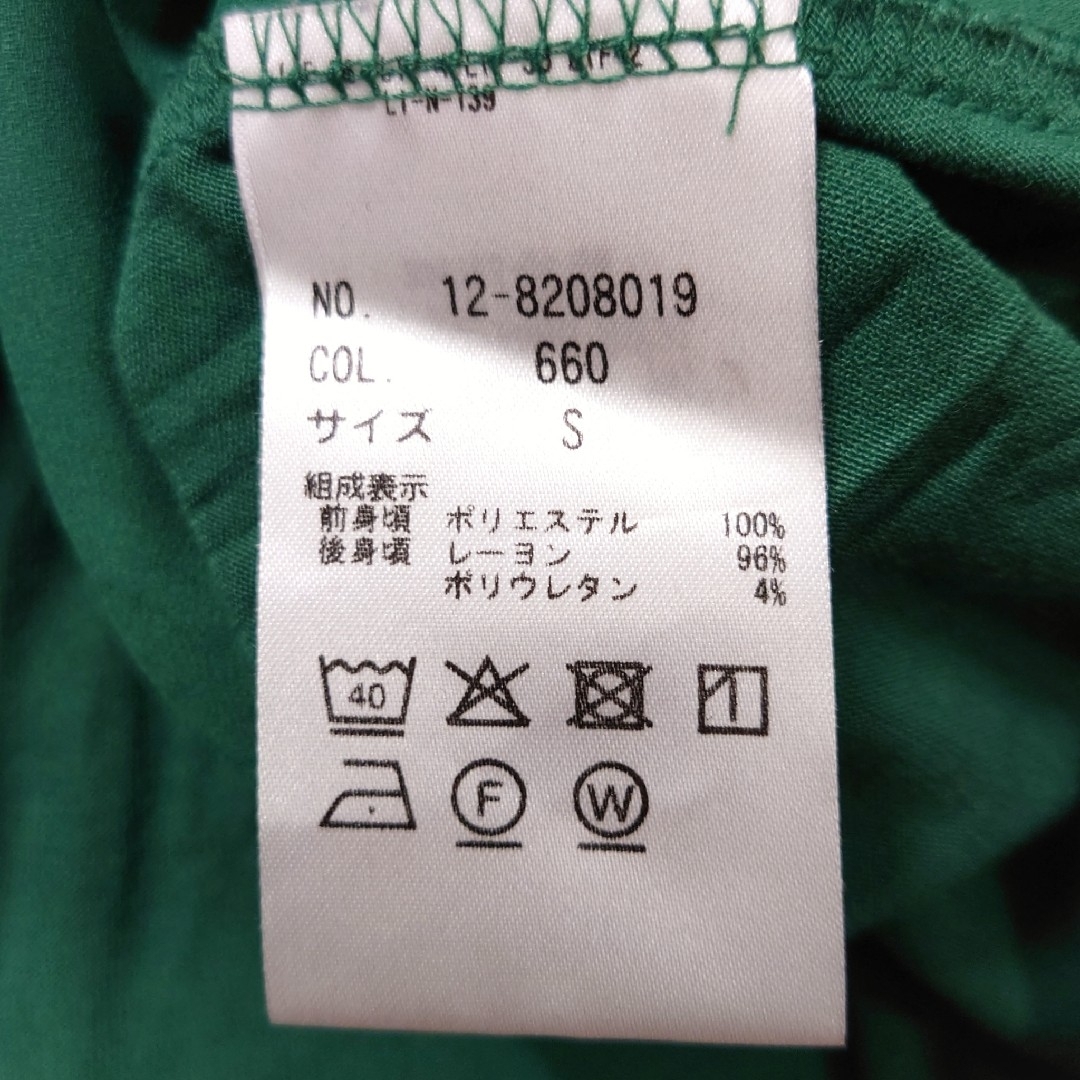 LT-N-139
NO. 12-8208019
COL. 660
サイズ S
組成表示
前身頃 ポリエステル 100%
後身頃 レーヨン 96%
ポリウレタン 4%
40
F W